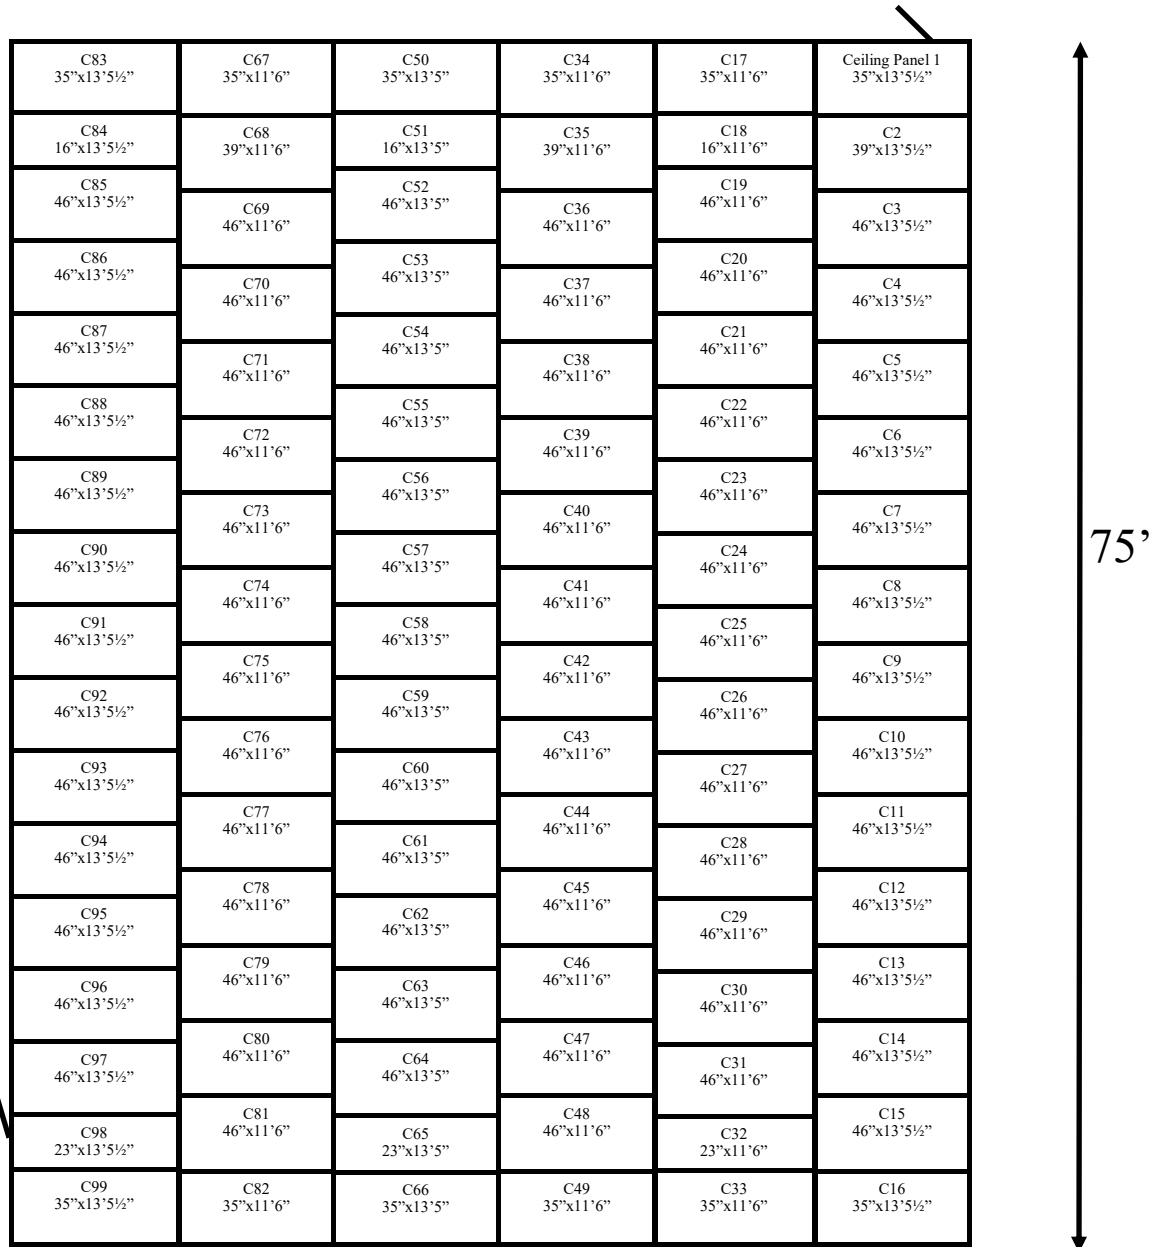 C83
35”x13’5½”
C84
16”x13’5½”
C85
46”x13’5½”
C86
46”x13’5½”
C87
46”x13’5½”
C88
46”x13’5½”
C89
46”x13’5½”
C90
46”x13’5½”
C91
46”x13’5½”
C92
46”x13’5½”
C93
46”x13’5½”
C94
46”x13’5½”
C95
46”x13’5½”
C96
46”x13’5½”
C97
46”x13’5½”
C98
23”x13’5½”
C99
35”x13’5½”
C67
35”x11’6”
C68
39”x11’6”
C69
46”x11’6”
C70
46”x11’6”
C71
46”x11’6”
C72
46”x11’6”
C73
46”x11’6”
C74
46”x11’6”
C75
46”x11’6”
C76
46”x11’6”
C77
46”x11’6”
C78
46”x11’6”
C79
46”x11’6”
C80
46”x11’6”
C81
46”x11’6”
C82
35”x11’6”
C50
35”x13’5”
C51
16”x13’5”
C52
46”x13’5”
C53
46”x13’5”
C54
46”x13’5”
C55
46”x13’5”
C56
46”x13’5”
C57
46”x13’5”
C58
46”x13’5”
C59
46”x13’5”
C60
46”x13’5”
C61
46”x13’5”
C62
46”x13’5”
C63
46”x13’5”
C64
46”x13’5”
C65
23”x13’5”
C66
35”x13’5”
C34
35”x11’6”
C35
39”x11’6”
C36
46”x11’6”
C37
46”x11’6”
C38
46”x11’6”
C39
46”x11’6”
C40
46”x11’6”
C41
46”x11’6”
C42
46”x11’6”
C43
46”x11’6”
C44
46”x11’6”
C45
46”x11’6”
C46
46”x11’6”
C47
46”x11’6”
C48
46”x11’6”
C49
35”x11’6”
C17
35”x11’6”
C18
16”x11’6”
C19
46”x11’6”
C20
46”x11’6”
C21
46”x11’6”
C22
46”x11’6”
C23
46”x11’6”
C24
46”x11’6”
C25
46”x11’6”
C26
46”x11’6”
C27
46”x11’6”
C28
46”x11’6”
C29
46”x11’6”
C30
46”x11’6”
C31
46”x11’6”
C32
23”x11’6”
C33
35”x11’6”
Ceiling Panel 1
35”x13’5½”
C2
39”x13’5½”
C3
46”x13’5½”
C4
46”x13’5½”
C5
46”x13’5½”
C6
46”x13’5½”
C7
46”x13’5½”
C8
46”x13’5½”
C9
46”x13’5½”
C10
46”x13’5½”
C11
46”x13’5½”
C12
46”x13’5½”
C13
46”x13’5½”
C14
46”x13’5½”
C15
46”x13’5½”
C16
35”x13’5½”
75’